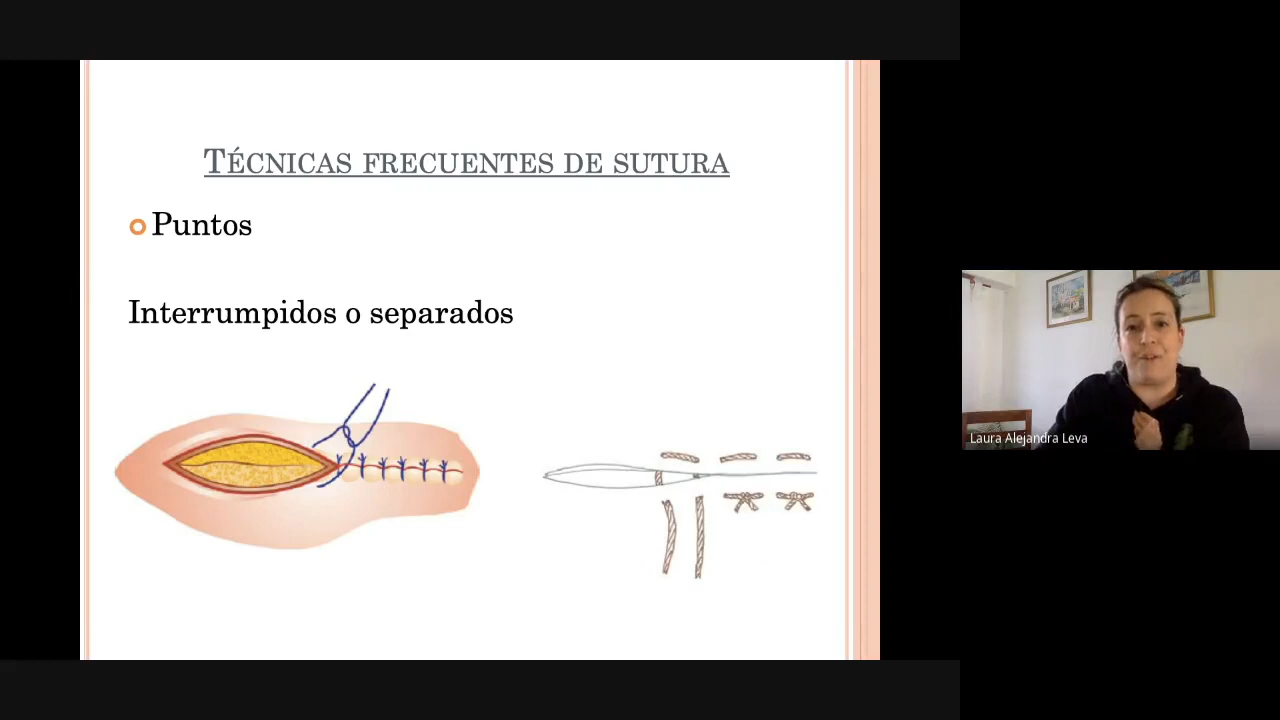 TÉCNICAS FRECUENTES DE SUTURA
Puntos
Interrumpidos o separados
Laura Alejandra Leva